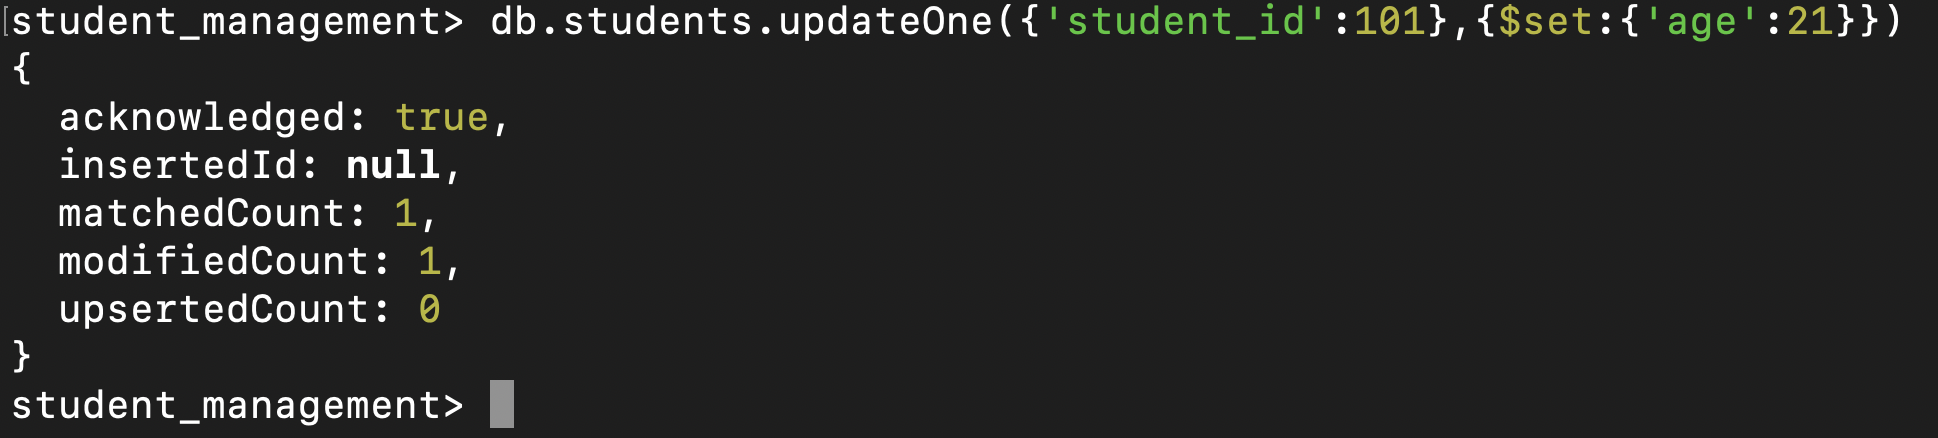 student_management> db.students.updateOne({'student_id':101},{$set:{'age':21}})
{
  acknowledged: true,
  insertedId: null,
  matchedCount: 1,
  modifiedCount: 1,
  upsertedCount: 0
}
student_management>